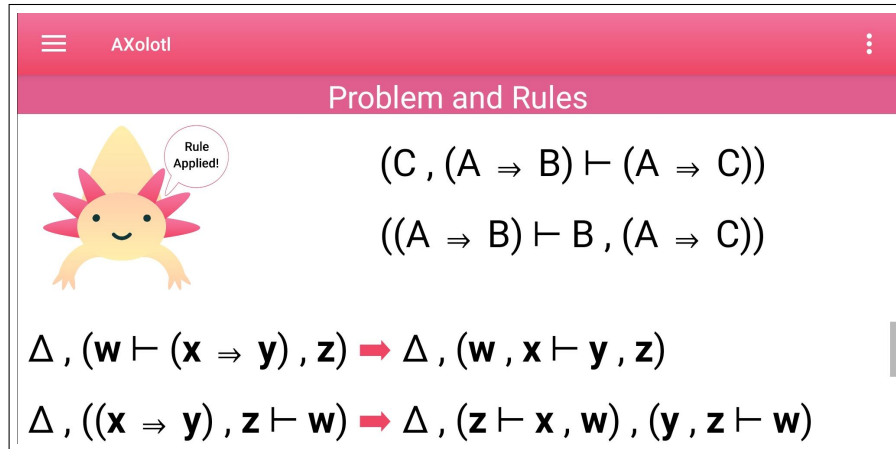 AXolotl
Problem and Rules
Rule
Applied!
(C , (A ⇒ B) ⊢ (A ⇒ C))
((A ⇒ B) ⊢ B , (A ⇒ C))
Δ , (w ⊢ (x ⇒ y) , z) ➡ Δ , (w , x ⊢ y , z)
Δ , ((x ⇒ y) , z ⊢ w) ➡ Δ , (z ⊢ x , w) , (y , z ⊢ w)